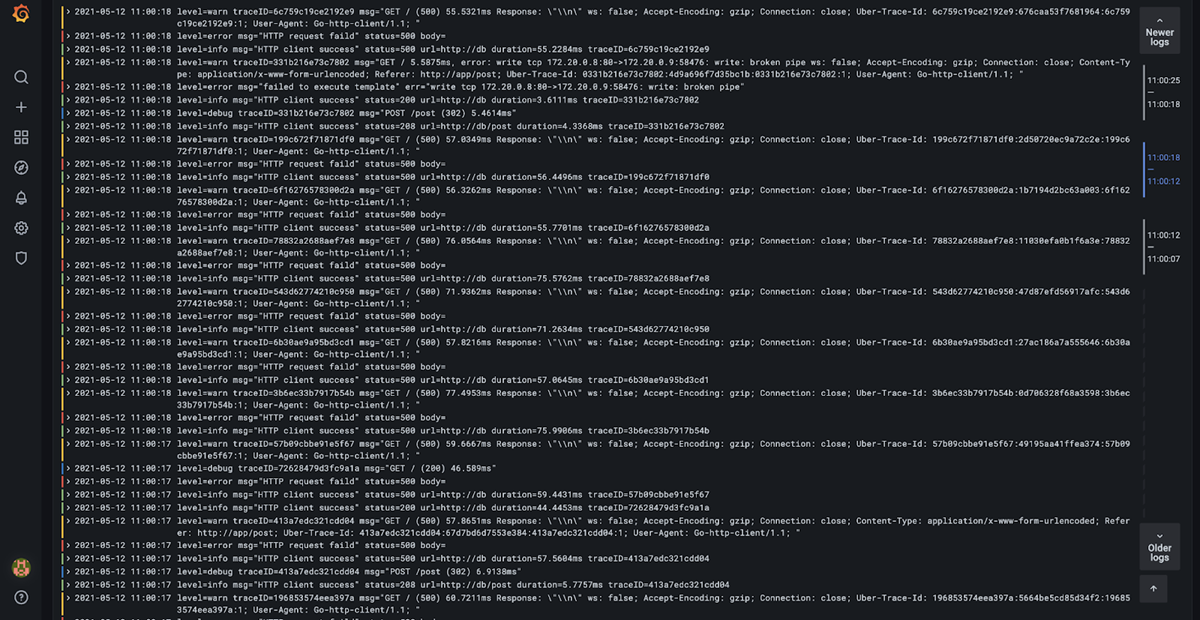 2021-05-12 11:00:18 level=warn traceID=6c759c19ce2192e9 msg="GET / (500) 55.5321ms Response: \"\\n\" ws: false; Accept-Encoding: gzip; Connection: close; Uber-Trace-Id: 6c759c19ce2192e9:676caa53f7681964:6c759
c19ce2192e9:1; User-Agent: Go-http-client/1.1; "
2021-05-12 11:00:18 level=error msg="HTTP request faild" status=500 body=
2021-05-12 11:00:18 level=info msg="HTTP client success" status=500 url=http://db duration=55.2284ms traceID=6c759c19ce2192e9
2021-05-12 11:00:18 level=warn traceID=331b216e73c7802 msg="GET / 5.5875ms, error: write tcp 172.20.0.8:80->172.20.0.9:58476: write: broken pipe ws: false; Accept-Encoding: gzip; Connection: close; Content-Ty
pe: application/x-www-form-urlencoded; Referer: http://app/post; Uber-Trace-Id: 0331b216e73c7802:4d9a696f7d35bc1b:0331b216e73c7802:1; User-Agent: Go-http-client/1.1; "
2021-05-12 11:00:18 level=error msg="failed to execute template" err="write tcp 172.20.0.8:80->172.20.0.9:58476: write: broken pipe"
2021-05-12 11:00:18 level=info msg="HTTP client success" status=200 url=http://db duration=3.6111ms traceID=331b216e73c7802
2021-05-12 11:00:18 level=debug traceID=331b216e73c7802 msg="POST /post (302) 5.4614ms"
2021-05-12 11:00:18 level=info msg="HTTP client success" status=208 url=http://db/post duration=4.3368ms traceID=331b216e73c7802
2021-05-12 11:00:18 level=warn traceID=199c672f71871df0 msg="GET / (500) 57.0349ms Response: \"\\n\" ws: false; Accept-Encoding: gzip; Connection: close; Uber-Trace-Id: 199c672f71871df0:2d50720ec9a72c2e:199c6
72f71871df0:1; User-Agent: Go-http-client/1.1; "
2021-05-12 11:00:18 level=error msg="HTTP request faild" status=500 body=
2021-05-12 11:00:18 level=info msg="HTTP client success" status=500 url=http://db duration=56.4496ms traceID=199c672f71871df0
2021-05-12 11:00:18 level=warn traceID=6f16276578300d2a msg="GET / (500) 56.3262ms Response: \"\\n\" ws: false; Accept-Encoding: gzip; Connection: close; Uber-Trace-Id: 6f16276578300d2a:1b7194d2bc63a003:6f162
76578300d2a:1; User-Agent: Go-http-client/1.1; "
2021-05-12 11:00:18 level=error msg="HTTP request faild" status=500 body=
2021-05-12 11:00:18 level=info msg="HTTP client success" status=500 url=http://db duration=55.7701ms traceID=6f16276578300d2a
2021-05-12 11:00:18 level=warn traceID=78832a2688aef7e8 msg="GET / (500) 76.0564ms Response: \"\\n\" ws: false; Accept-Encoding: gzip; Connection: close; Uber-Trace-Id: 78832a2688aef7e8:11030efa0b1f6a3e:78832
a2688aef7e8:1; User-Agent: Go-http-client/1.1; "
2021-05-12 11:00:18 level=error msg="HTTP request faild" status=500 body=
2021-05-12 11:00:18 level=info msg="HTTP client success" status=500 url=http://db duration=75.5762ms traceID=78832a2688aef7e8
2021-05-12 11:00:18 level=warn traceID=543d62774210c950 msg="GET / (500) 71.9362ms Response: \"\\n\" ws: false; Accept-Encoding: gzip; Connection: close; Uber-Trace-Id: 543d62774210c950:47d87efd56917afc:543d6
2774210c950:1; User-Agent: Go-http-client/1.1; "
2021-05-12 11:00:18 level=error msg="HTTP request faild" status=500 body=
2021-05-12 11:00:18 level=info msg="HTTP client success" status=500 url=http://db duration=71.2634ms traceID=543d62774210c950
2021-05-12 11:00:18 level=warn traceID=6b30ae9a95bd3cd1 msg="GET / (500) 57.8216ms Response: \"\\n\" ws: false; Accept-Encoding: gzip; Connection: close; Uber-Trace-Id: 6b30ae9a95bd3cd1:27ac186a7a555646:6b30a
e9a95bd3cd1:1; User-Agent: Go-http-client/1.1; "
2021-05-12 11:00:18 level=error msg="HTTP request faild" status=500 body=
2021-05-12 11:00:18 level=info msg="HTTP client success" status=500 url=http://db duration=57.0645ms traceID=6b30ae9a95bd3cd1
2021-05-12 11:00:18 level=warn traceID=3b6ec33b7917b54b msg="GET / (500) 77.4953ms Response: \"\\n\" ws: false; Accept-Encoding: gzip; Connection: close; Uber-Trace-Id: 3b6ec33b7917b54b:0d706328f68a3598:3b6ec
33b7917b54b:1; User-Agent: Go-http-client/1.1; "
2021-05-12 11:00:18 level=error msg="HTTP request faild" status=500 body=
2021-05-12 11:00:18 level=info msg="HTTP client success" status=500 url=http://db duration=75.9906ms traceID=3b6ec33b7917b54b
2021-05-12 11:00:17 level=warn traceID=57b09cbbe91e5f67 msg="GET / (500) 59.6667ms Response: \"\\n\" ws: false; Accept-Encoding: gzip; Connection: close; Uber-Trace-Id: 57b09cbbe91e5f67:49195aa41ffea374:57b09
cbbe91e5f67:1; User-Agent: Go-http-client/1.1; "
2021-05-12 11:00:17 level=debug traceID=72628479d3fc9a1a msg="GET / (200) 46.589ms"
2021-05-12 11:00:17 level=error msg="HTTP request faild" status=500 body=
2021-05-12 11:00:17 level=info msg="HTTP client success" status=500 url=http://db duration=59.4431ms traceID=57b09cbbe91e5f67
2021-05-12 11:00:17 level=info msg="HTTP client success" status=200 url=http://db duration=44.4453ms traceID=72628479d3fc9a1a
2021-05-12 11:00:17 level=warn traceID=413a7edc321cdd04 msg="GET / (500) 57.8651ms Response: \"\\n\" ws: false; Accept-Encoding: gzip; Connection: close; Content-Type: application/x-www-form-urlencoded; Refer
er: http://app/post; Uber-Trace-Id: 413a7edc321cdd04:67d7bd6d7553e384:413a7edc321cdd04:1; User-Agent: Go-http-client/1.1; "
2021-05-12 11:00:17 level=error msg="HTTP request faild" status=500 body=
2021-05-12 11:00:17 level=info msg="HTTP client success" status=500 url=http://db duration=57.5604ms traceID=413a7edc321cdd04
2021-05-12 11:00:17 level=debug traceID=413a7edc321cdd04 msg="POST /post (302) 6.9138ms"
2021-05-12 11:00:17 level=info msg="HTTP client success" status=208 url=http://db/post duration=5.7757ms traceID=413a7edc321cdd04
2021-05-12 11:00:17 level=warn traceID=196853574eea397a msg="GET / (500) 60.7211ms Response: \"\\n\" ws: false; Accept-Encoding: gzip; Connection: close; Uber-Trace-Id: 196853574eea397a:5664be5cd85d34f2:19685
3574eea397a:1; User-Agent: Go-http-client/1.1; "
Newer
logs
11:00:25
—
11:00:18
11:00:18
—
11:00:12
11:00:12
—
11:00:07
Older
logs